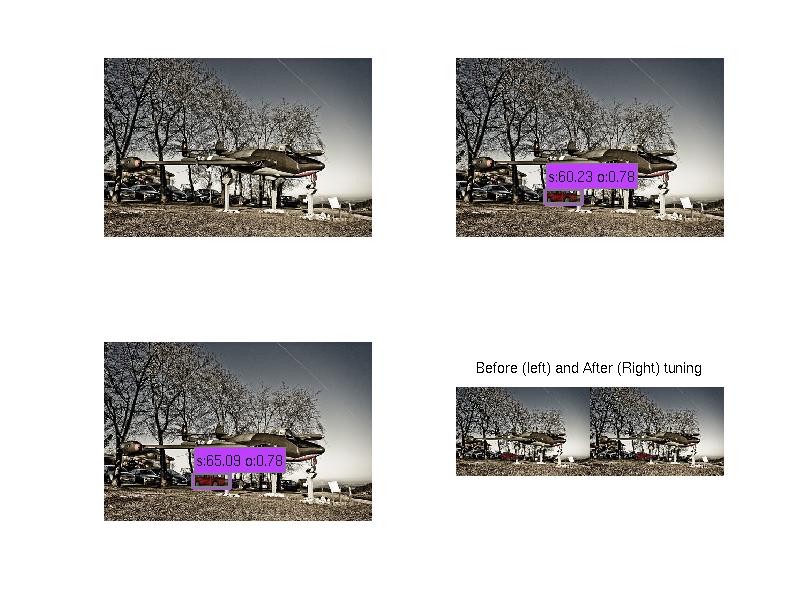 s:60.23 o:0.78
s:65.09 o:0.78
Before (left) and After (Right) tuning